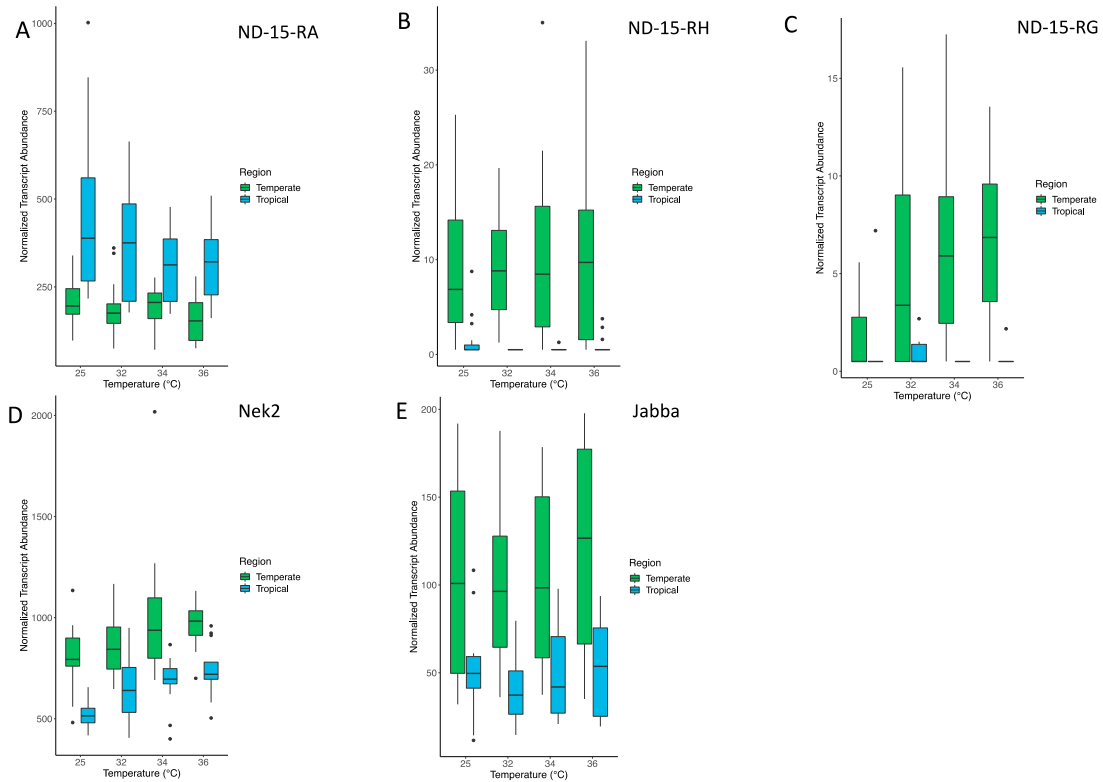 A
ND-15-RA
1000
750
500
250
Normalized Transcript Abundance
25
32
34
36
Temperature (°C)
Region
Temperate
Tropical
B
ND-15-RH
30
20
10
0
Normalized Transcript Abundance
25
32
34
36
Temperature (°C)
Region
Temperate
Tropical
C
ND-15-RG
15
10
5
0
Normalized Transcript Abundance
25
32
34
36
Temperature (°C)
Region
Temperate
Tropical
D
Nek2
2000
1500
1000
500
Normalized Transcript Abundance
25
32
34
36
Temperature (°C)
Region
Temperate
Tropical
E
Jabba
200
150
100
50
Normalized Transcript Abundance
25
32
34
36
Temperature (°C)
Region
Temperate
Tropical